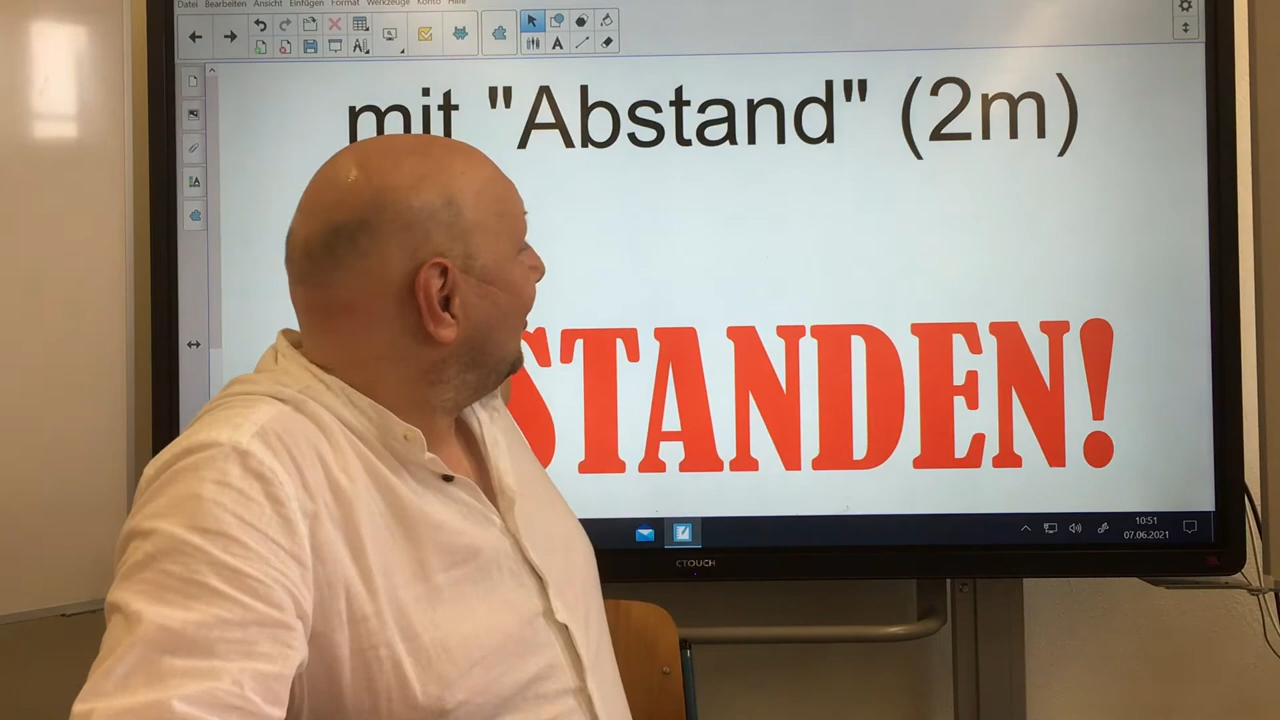 Datei Bearbeiten Ansicht Einfügen Format Werkzeuge Konto Hilfe
mit "Abstand" (2m)
STANDEN!
10:51
07.06.2021
CTOUCH